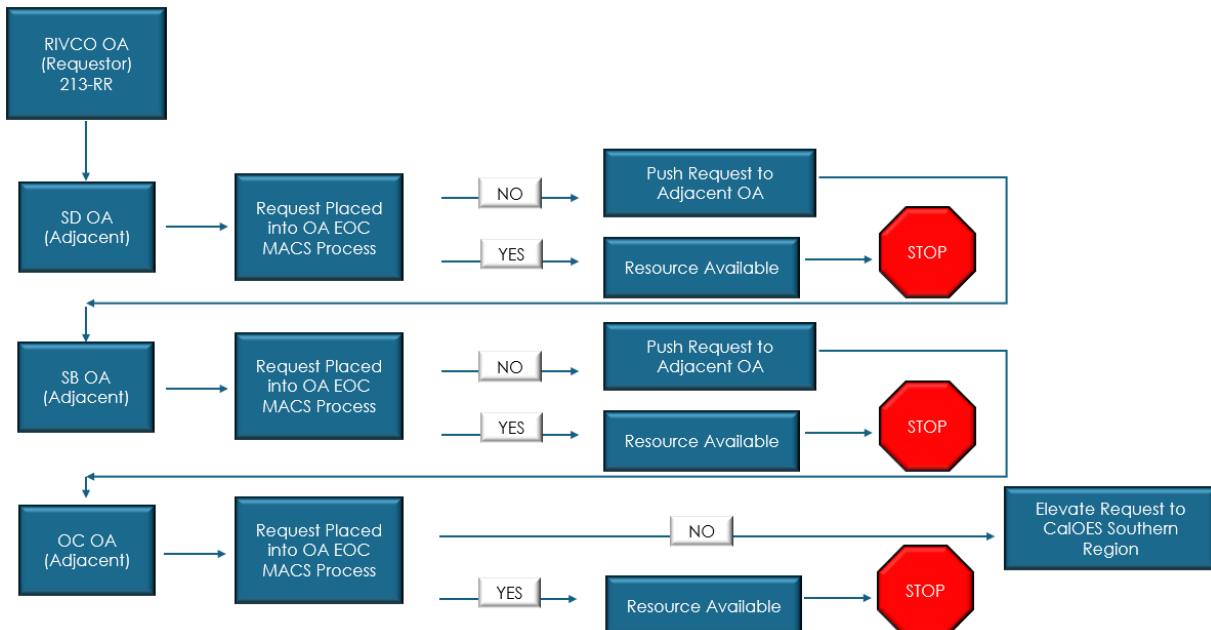 RIVCO OA
(Requestor)
213-RR
SD OA
(Adjacent)
Request Placed
into OA EOC
MACS Process
NO
YES
Push Request to
Adjacent OA
Resource Available
STOP
SB OA
(Adjacent)
Request Placed
into OA EOC
MACS Process
NO
YES
Push Request to
Adjacent OA
Resource Available
STOP
OC OA
(Adjacent)
Request Placed
into OA EOC
MACS Process
NO
YES
Elevate Request to
CalOES Southern
Region
Resource Available
STOP